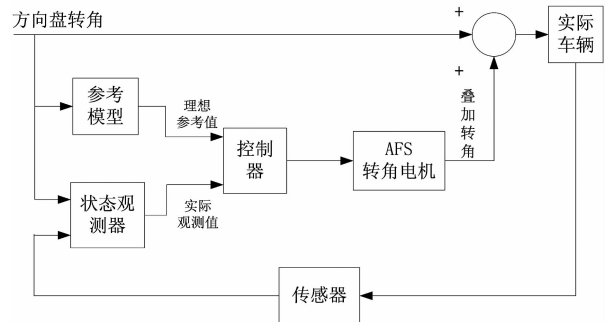 方向盘转角
+
实际
车辆
+
参考
模型
理想
参考值
叠加转角
控制
器
AFS
转角电机
状态观
测器
实际
观测值
传感器